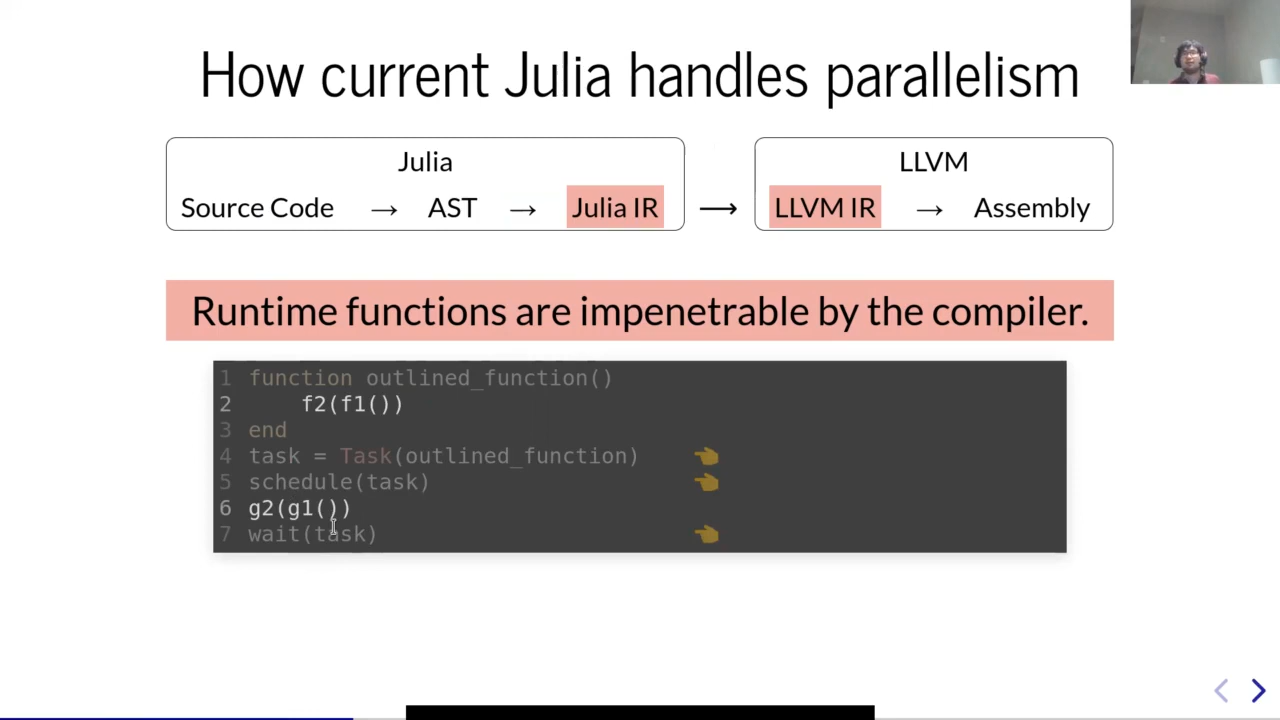 How current Julia handles parallelism
Julia
Source Code → AST → Julia IR
→
LLVM
LLVM IR → Assembly
Runtime functions are impenetrable by the compiler.
1 function outlined_function()
2     f2(f1())
3 end
4 task = Task(outlined_function)
5 schedule(task)
6 g2(g1())
7 wait(task)